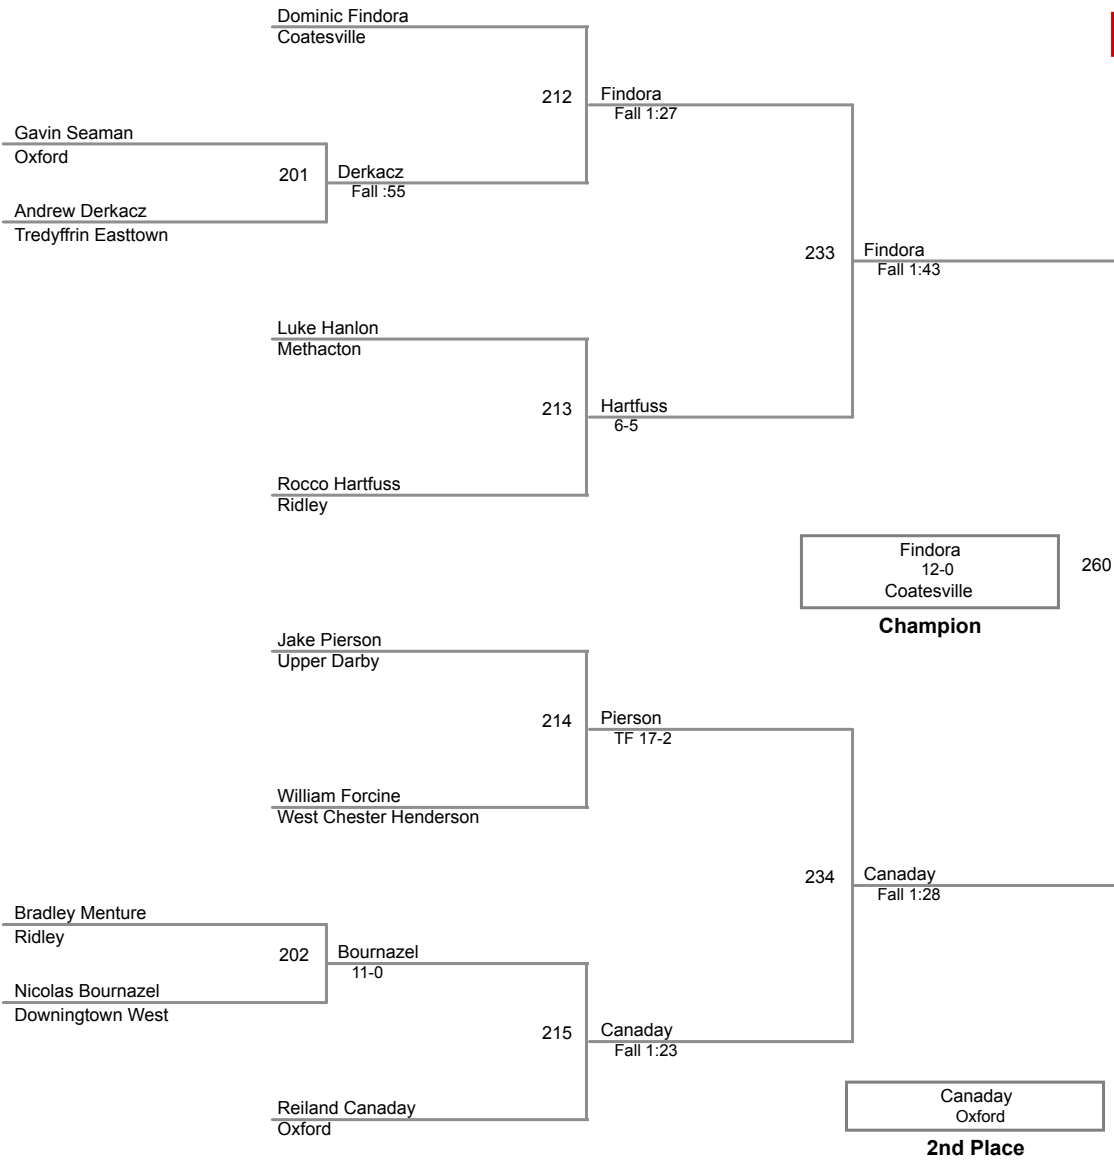 Dominic Findora
Coatesville
212
Findora
Fall 1:27
Gavin Seaman
Oxford
201
Derkacz
Fall :55
Andrew Derkacz
Tredyffrin Easttown
233
Findora
Fall 1:43
Luke Hanlon
Methacton
213
Hartfuss
6-5
Rocco Hartfuss
Ridley
Findora
12-0
Coatesville
260
Champion
Jake Pierson
Upper Darby
214
Pierson
TF 17-2
William Forcine
West Chester Henderson
234
Canaday
Fall 1:28
Bradley Menture
Ridley
202
Bournazel
11-0
Nicolas Bournazel
Downingtown West
215
Canaday
Fall 1:23
Reiland Canaday
Oxford
Canaday
Oxford
2nd Place